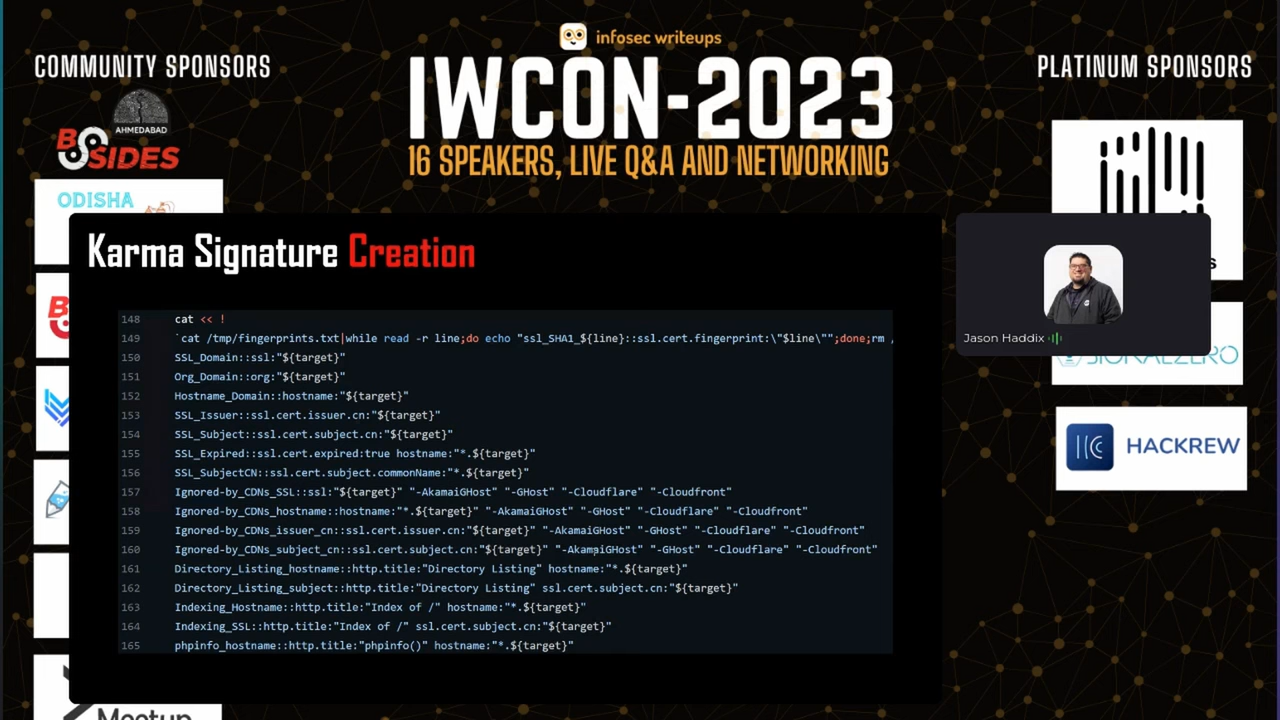 infosec writeups
COMMUNITY SPONSORS
IWCON-2023
PLATINUM SPONSORS
16 SPEAKERS, LIVE Q&A AND NETWORKING
AHMEDABAD
BSIDES
ODISHA
Karma Signature Creation
148 cat << !
149 `cat /tmp/fingerprints.txt|while read -r line;do echo "ssl_SHA1_${line}::ssl.cert.fingerprint:\"$line\"";done;rm /
150 SSL_Domain::ssl:"${target}"
151 Org_Domain::org:"${target}"
152 Hostname_Domain::hostname:"${target}"
153 SSL_Issuer::ssl.cert.issuer.cn:"${target}"
154 SSL_Subject::ssl.cert.subject.cn:"${target}"
155 SSL_Expired::ssl.cert.expired:true hostname:"*.${target}"
156 SSL_SubjectCN::ssl.cert.subject.commonName:"*.${target}"
157 Ignored-by_CDNs_SSL::ssl:"${target}" "-AkamaiGHost" "-GHost" "-Cloudflare" "-Cloudfront"
158 Ignored-by_CDNs_hostname::hostname:"*.${target}" "-AkamaiGHost" "-GHost" "-Cloudflare" "-Cloudfront"
159 Ignored-by_CDNs_issuer_cn::ssl.cert.issuer.cn:"${target}" "-AkamaiGHost" "-GHost" "-Cloudflare" "-Cloudfront"
160 Ignored-by_CDNs_subject_cn::ssl.cert.subject.cn:"${target}" "-AkamaiGHost" "-GHost" "-Cloudflare" "-Cloudfront"
161 Directory_Listing_hostname::http.title:"Directory Listing" hostname:"*.${target}"
162 Directory_Listing_subject::http.title:"Directory Listing" ssl.cert.subject.cn:"${target}"
163 Indexing_Hostname::http.title:"Index of /" hostname:"*.${target}"
164 Indexing_SSL::http.title:"Index of /" ssl.cert.subject.cn:"${target}"
165 phpinfo_hostname::http.title:"phpinfo()" hostname:"*.${target}"
Jason Haddix
HACKREW
Meetup